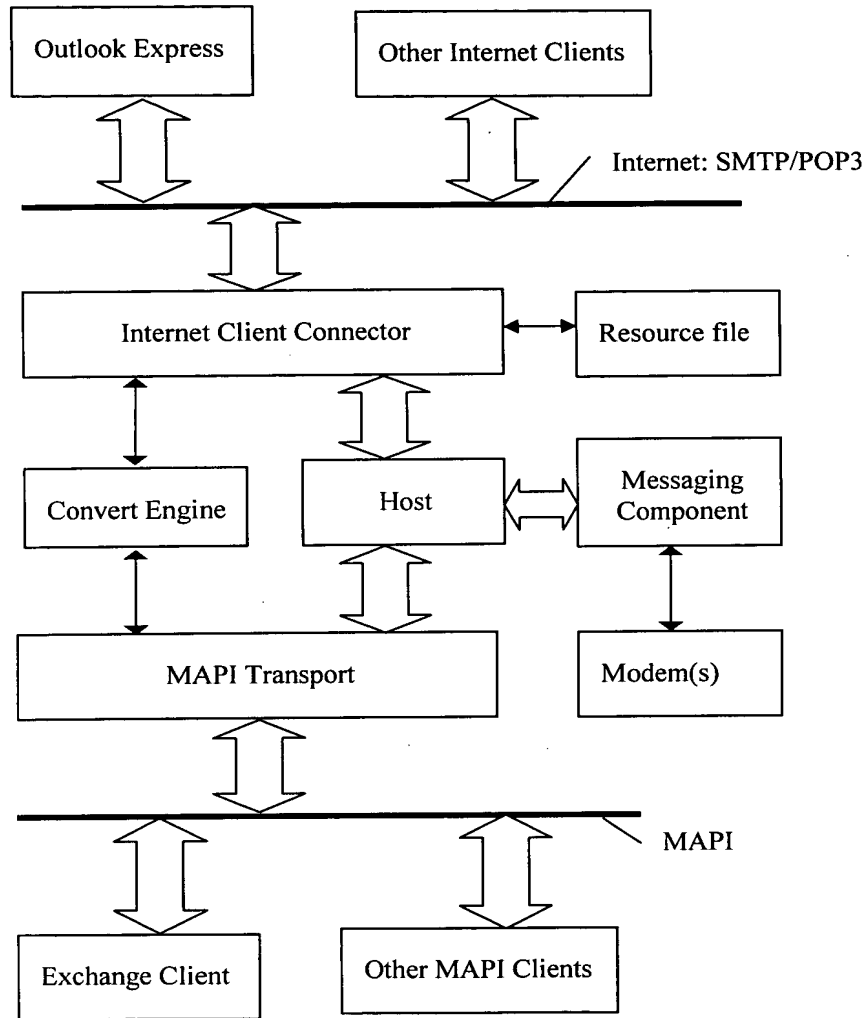 Outlook Express
Other Internet Clients
Internet: SMTP/POP3
Internet Client Connector
Resource file
Convert Engine
Host
Messaging
Component
MAPI Transport
Modem(s)
MAPI
Exchange Client
Other MAPI Clients